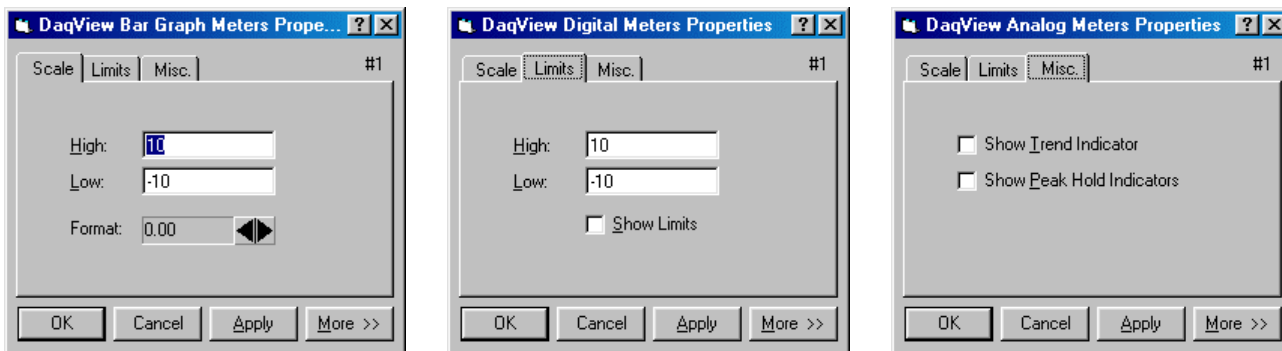 DaqView Bar Graph Meters Prope... ? X
Scale Limits Misc. #1
High: 10
Low: -10
Format: 0.00
OK Cancel Apply More >>
DaqView Digital Meters Properties ? X
Scale Limits Misc. #1
High: 10
Low: -10
Show Limits
OK Cancel Apply More >>
DaqView Analog Meters Properties ?
Scale Limits Misc. #1
Show Trend Indicator
Show Peak Hold Indicators
OK Cancel Apply More >>